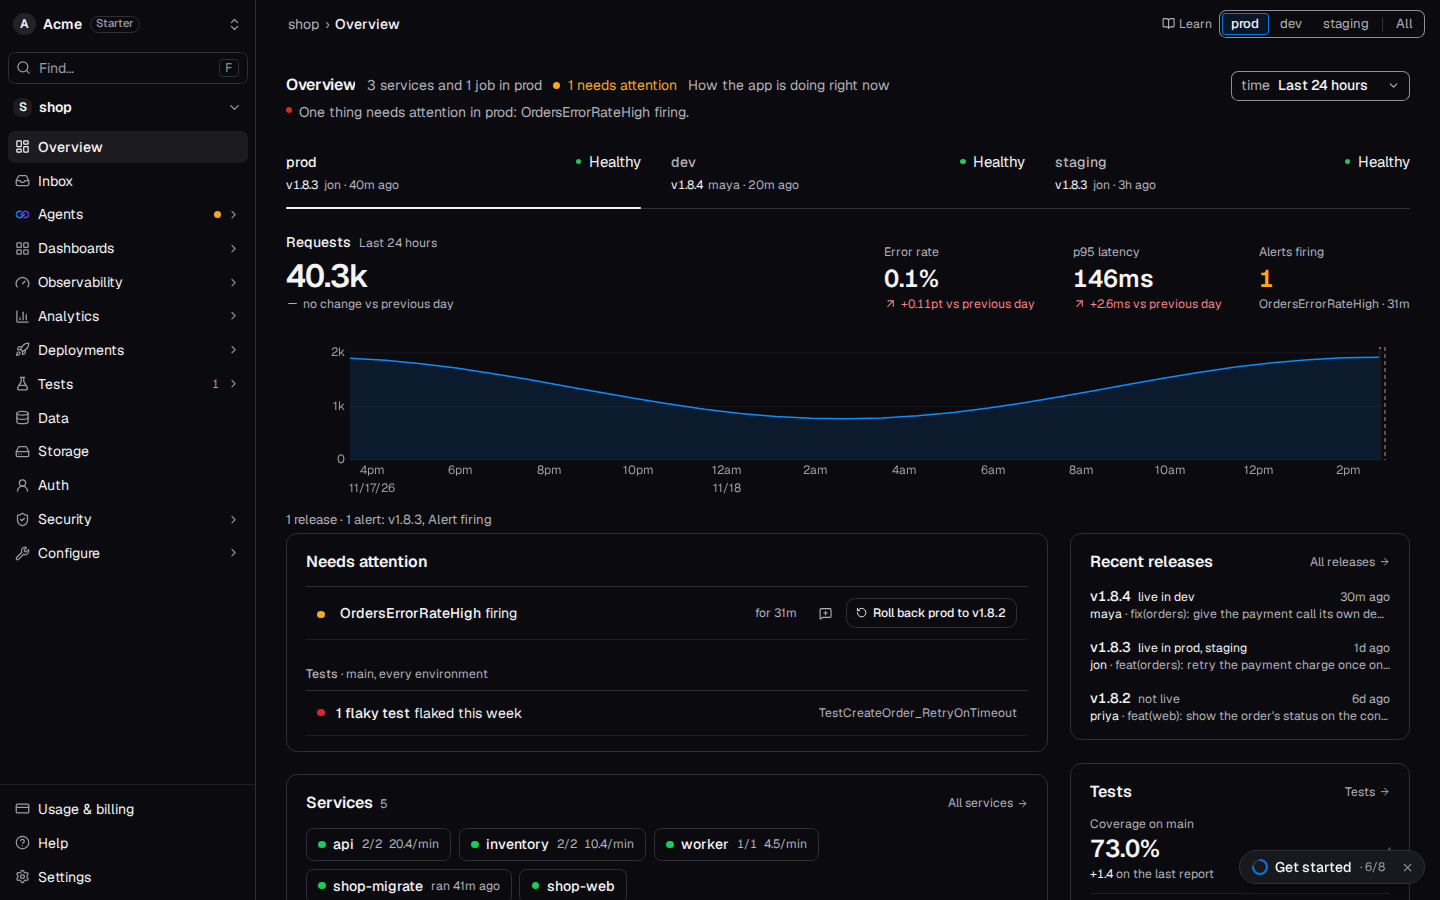 A Acme Starter
Find... F
S shop
Overview
Inbox
Agents
Dashboards
Observability
Analytics
Deployments
Tests 1
Data
Storage
Auth
Security
Configure
Usage & billing
Help
Settings
shop › Overview
Learn prod dev staging All
Overview 3 services and 1 job in prod 1 needs attention How the app is doing right now
time Last 24 hours
One thing needs attention in prod: OrdersErrorRateHigh firing.
prod Healthy
v1.8.3 jon · 40m ago
dev Healthy
v1.8.4 maya · 20m ago
staging Healthy
v1.8.3 jon · 3h ago
Requests Last 24 hours
40.3k
no change vs previous day
Error rate
0.1%
+0.11pt vs previous day
p95 latency
146ms
+2.6ms vs previous day
Alerts firing
1
OrdersErrorRateHigh · 31m
2k
1k
0
4pm 6pm 8pm 10pm 12am 2am 4am 6am 8am 10am 12pm 2pm
11/17/26 11/18
1 release · 1 alert: v1.8.3, Alert firing
Needs attention
OrdersErrorRateHigh firing for 31m Roll back prod to v1.8.2
Tests · main, every environment
1 flaky test flaked this week TestCreateOrder_RetryOnTimeout
Services 5 All services →
api 2/2 20.4/min inventory 2/2 10.4/min worker 1/1 4.5/min
shop-migrate ran 41m ago shop-web
Recent releases All releases →
v1.8.4 live in dev 30m ago
maya · fix(orders): give the payment call its own de...
v1.8.3 live in prod, staging 1d ago
jon · feat(orders): retry the payment charge once on...
v1.8.2 not live 6d ago
priya · feat(web): show the order's status on the con...
Tests Tests →
Coverage on main
73.0%
+1.4 on the last report
Get started · 6/8 ×